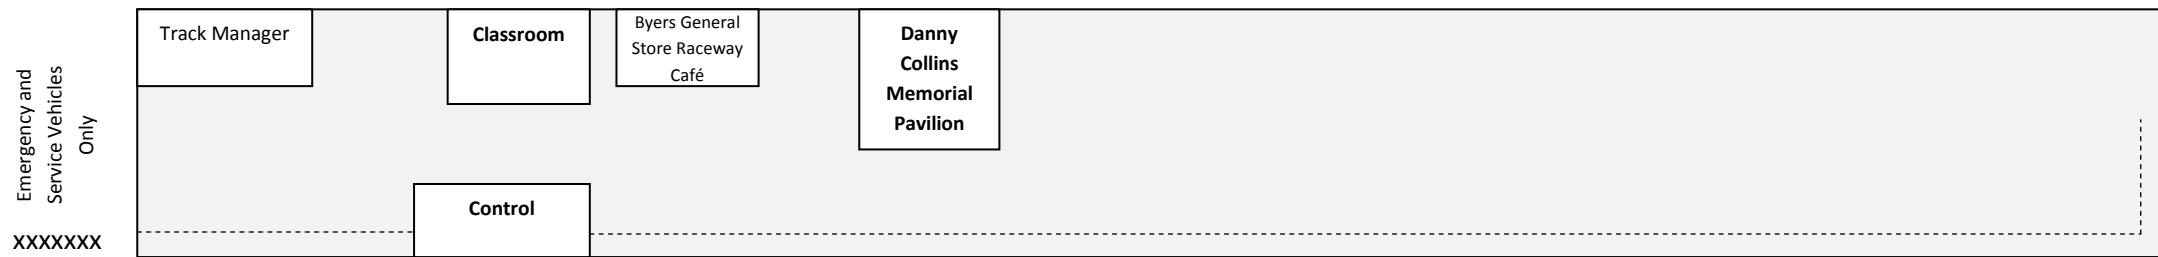 Emergency and
Service Vehicles
Only
XXXXXXX
Track Manager
Classroom
Byers General
Store Raceway
Café
Danny
Collins
Memorial
Pavilion
Control